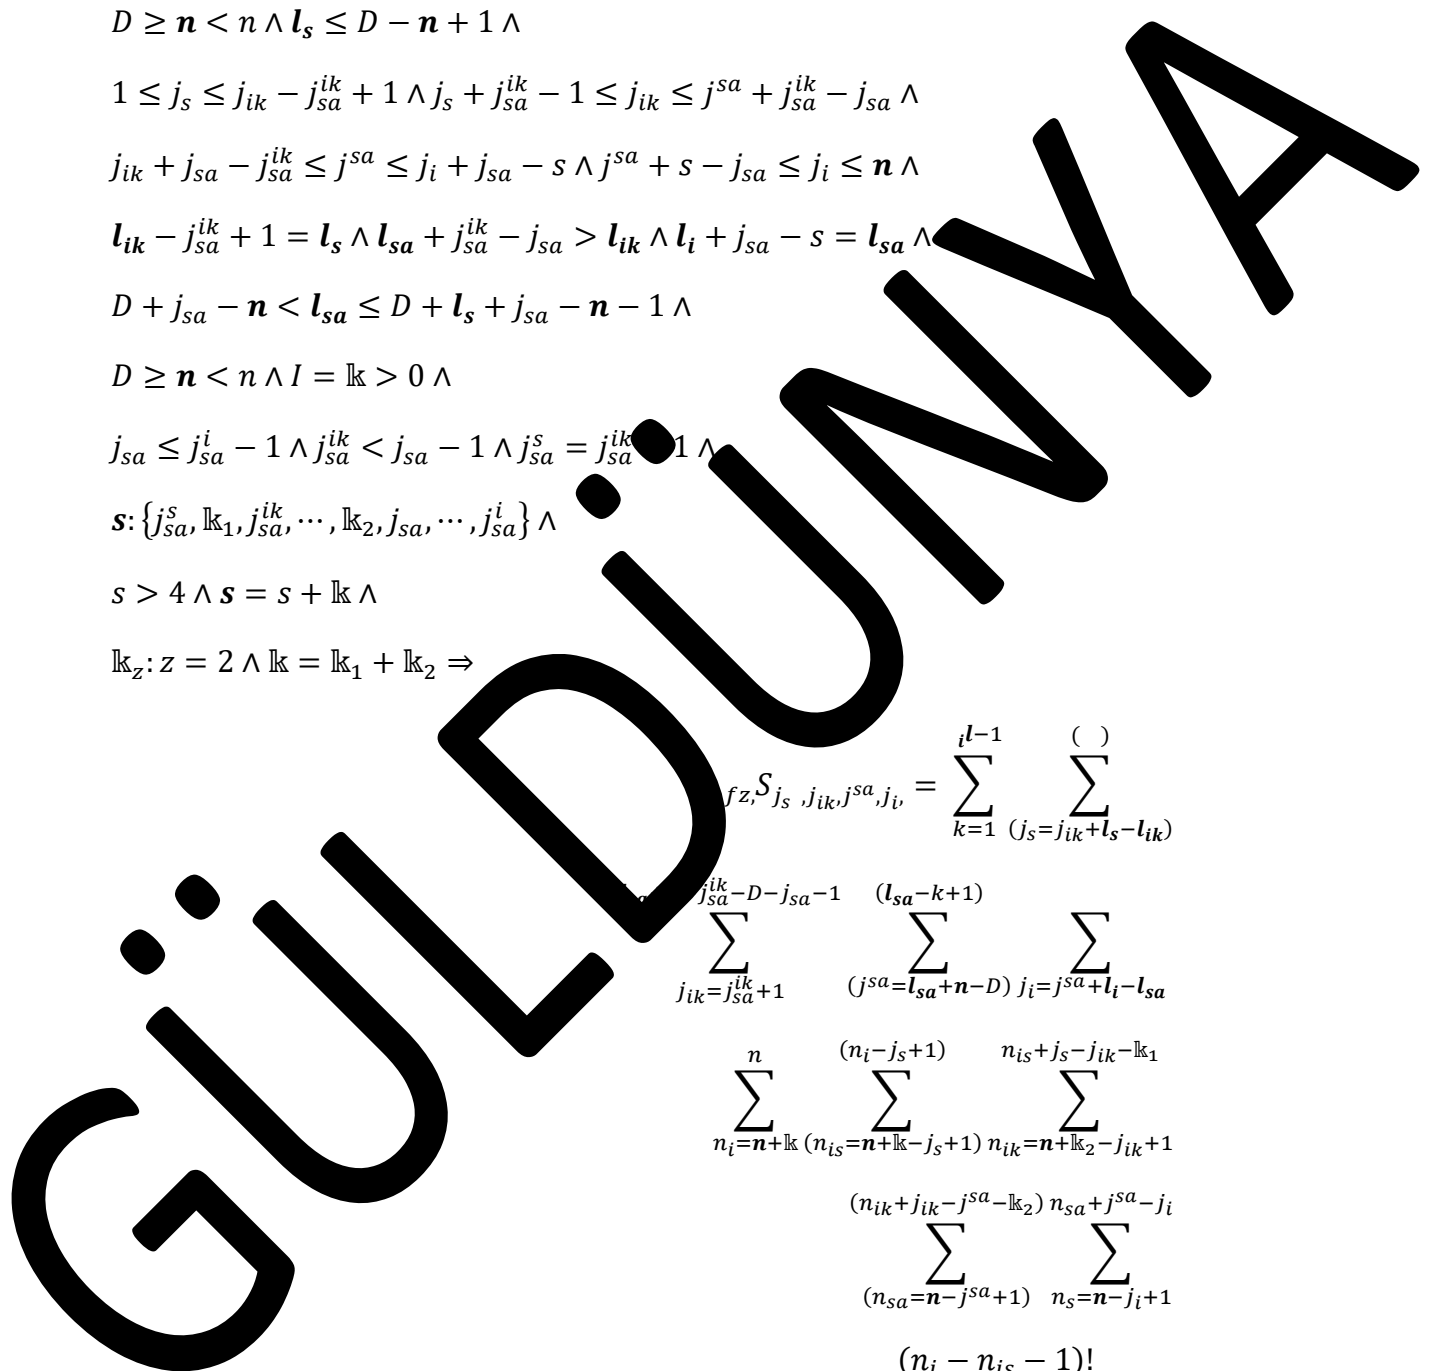 D ≥ n < n ∧ l_s ≤ D − n + 1 ∧
1 ≤ j_s ≤ j_ik − j_sa^ik + 1 ∧ j_s + j_sa^ik − 1 ≤ j_ik ≤ j^sa + j_sa^ik − j_sa ∧
j_ik + j_sa − j_sa^ik ≤ j^sa ≤ j_i + j_sa − s ∧ j^sa + s − j_sa ≤ j_i ≤ n ∧
l_ik − j_sa^ik + 1 = l_s ∧ l_sa + j_sa^ik − j_sa > l_ik ∧ l_i + j_sa − s = l_sa ∧
D + j_sa − n < l_sa ≤ D + l_s + j_sa − n − 1 ∧
D ≥ n < n ∧ I = 𝕜 > 0 ∧
j_sa ≤ j_sa^i − 1 ∧ j_sa^ik < j_sa − 1 ∧ j_sa^s = j_sa^ik 1 ∧
s: {j_sa^s, 𝕜_1, j_sa^ik, ⋯, 𝕜_2, j_sa, ⋯, j_sa^i} ∧
s > 4 ∧ s = s + 𝕜 ∧
𝕜_z: z = 2 ∧ 𝕜 = 𝕜_1 + 𝕜_2 ⇒
_{fz,}S_{j_s ,j_ik,j^sa,j_i,} = ∑_{k=1}^{_il−1} ∑_{(j_s=j_ik+l_s−l_ik)}^{( )}
∑_{j_ik=j_sa^ik+1}^{j_sa^ik−D−j_sa−1} ∑_{(j^sa=l_sa+n−D)}^{(l_sa−k+1)} ∑_{j_i=j^sa+l_i−l_sa}
∑_{n_i=n+𝕜}^{n} ∑_{(n_is=n+𝕜−j_s+1)}^{(n_i−j_s+1)} ∑_{n_ik=n+𝕜_2−j_ik+1}^{n_is+j_s−j_ik−𝕜_1}
∑_{(n_sa=n−j^sa+1)}^{(n_ik+j_ik−j^sa−𝕜_2)} ∑_{n_s=n−j_i+1}^{n_sa+j^sa−j_i}
(n_i − n_is − 1)!
GÜLDÜNYA